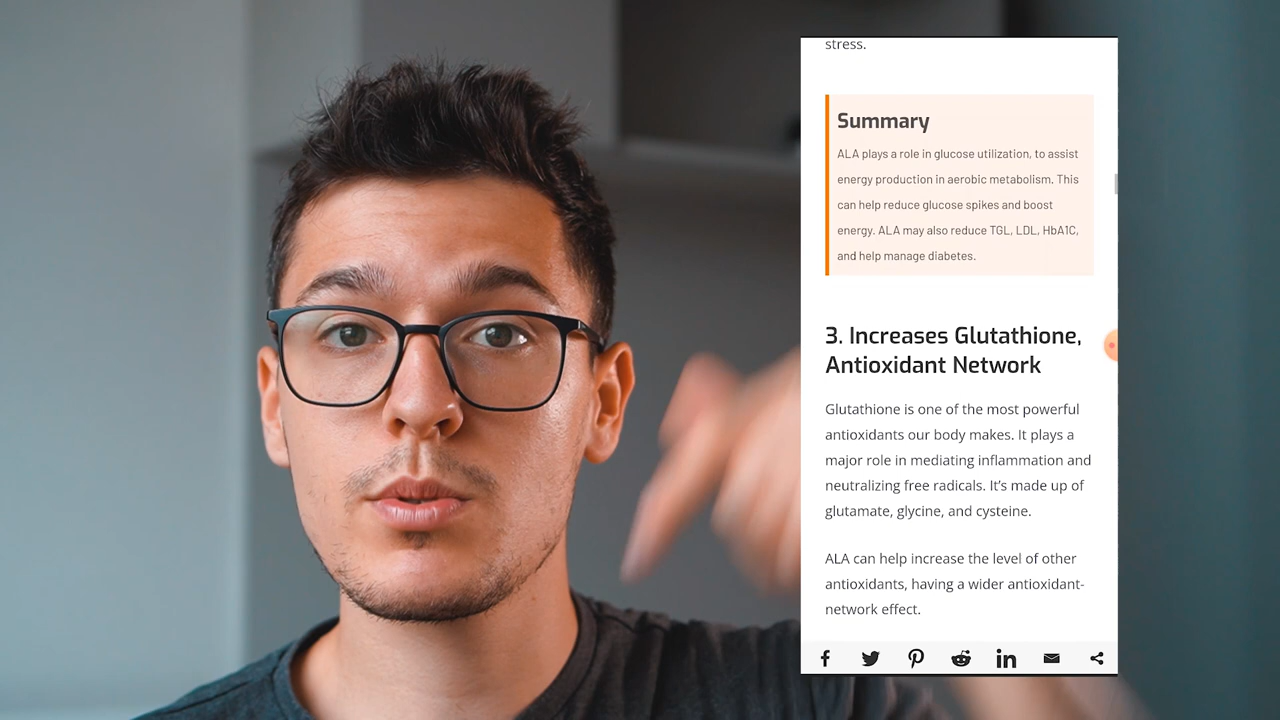 stress.
Summary
ALA plays a role in glucose utilization, to assist
energy production in aerobic metabolism. This
can help reduce glucose spikes and boost
energy. ALA may also reduce TGL, LDL, HbA1C,
and help manage diabetes.
3. Increases Glutathione,
Antioxidant Network
Glutathione is one of the most powerful
antioxidants our body makes. It plays a
major role in mediating inflammation and
neutralizing free radicals. It’s made up of
glutamate, glycine, and cysteine.
ALA can help increase the level of other
antioxidants, having a wider antioxidant-
network effect.